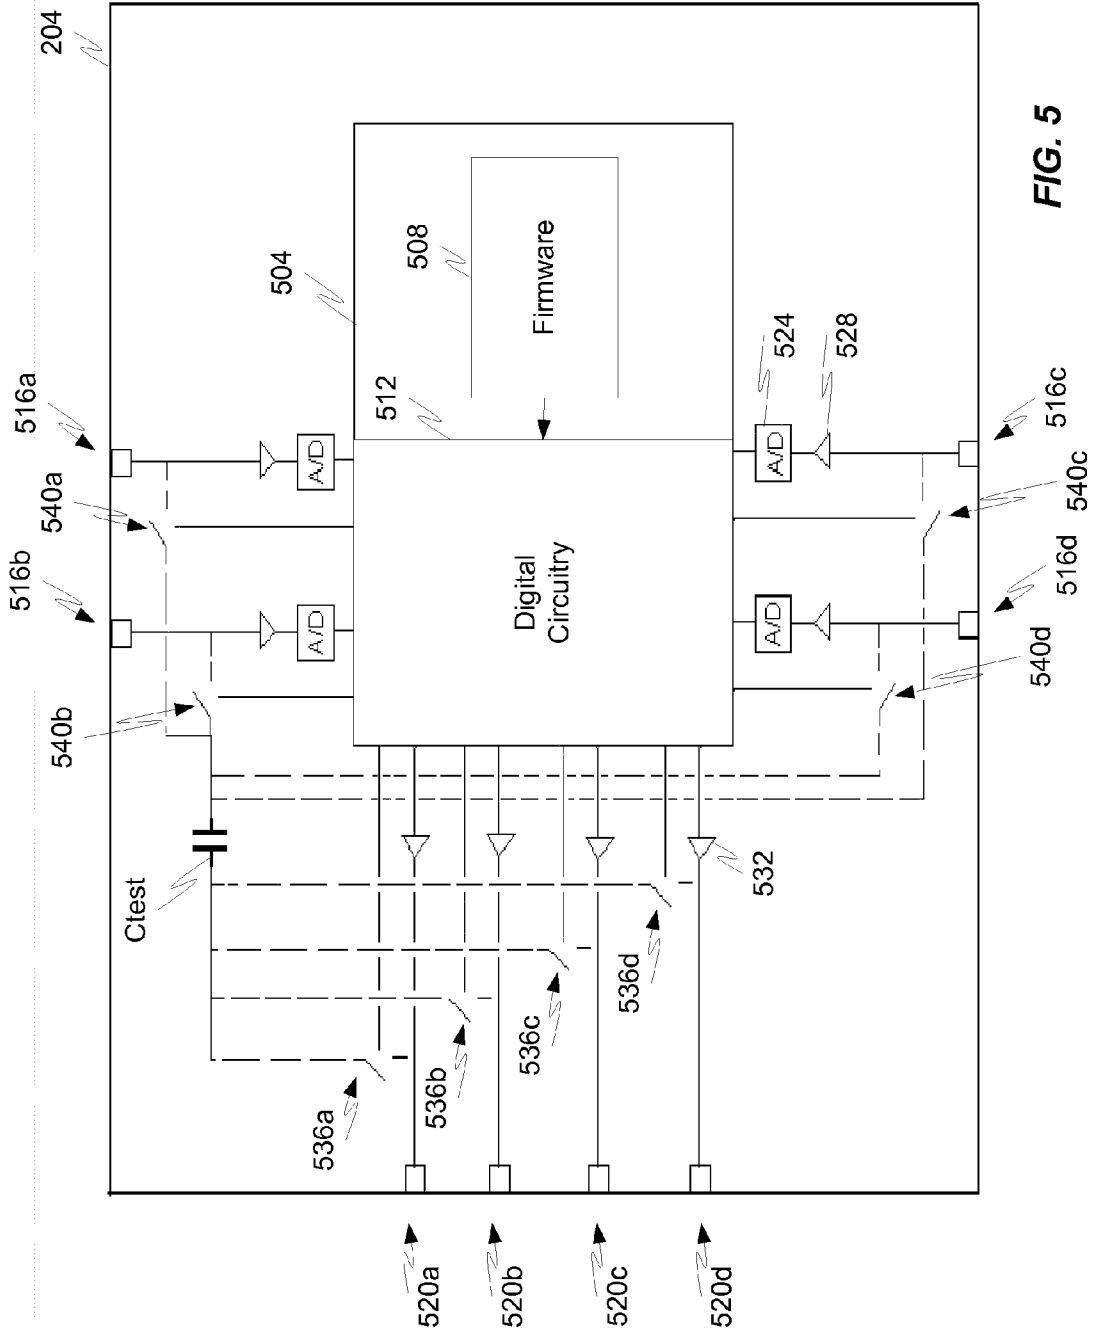 516b
516a
540b
540a
204
Ctest
504
A/D
A/D
536a
512
508
520a
536b
520b
536c
Digital
Circuitry
Firmware
520c
536d
520d
532
A/D
A/D
524
528
540d
516d
540c
516c
FIG. 5